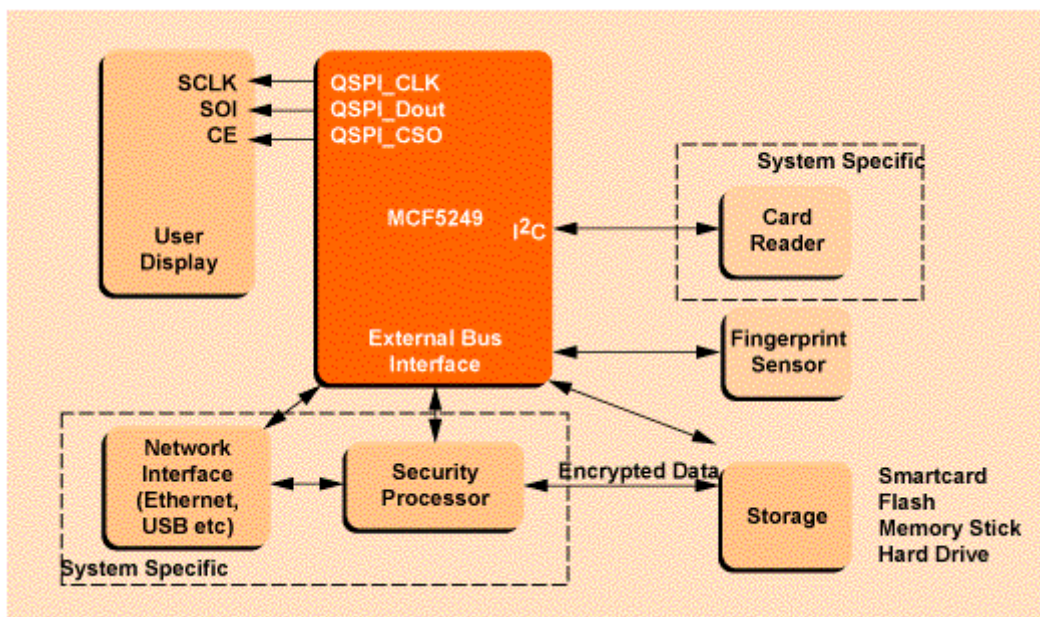 SCLK
SOI
CE
User
Display
QSPI_CLK
QSPI_Dout
QSPI_CSO
MCF5249
I²C
External Bus
Interface
System Specific
Card
Reader
Fingerprint
Sensor
Network
Interface
(Ethernet,
USB etc)
Security
Processor
Encrypted Data
Storage
Smartcard
Flash
Memory Stick
Hard Drive
System Specific